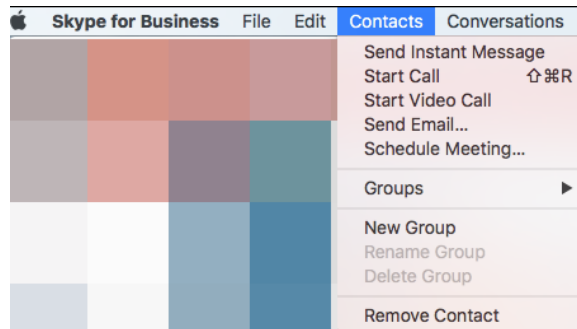 Skype for Business File Edit Contacts Conversations
Send Instant Message
Start Call ⇧⌘R
Start Video Call
Send Email...
Schedule Meeting...
Groups ▶
New Group
Rename Group
Delete Group
Remove Contact